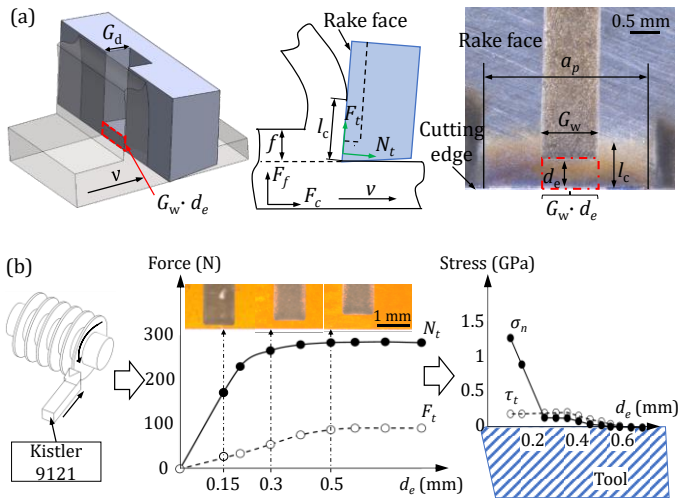 (a)
G_d
v
G_w· d_e
Rake face
f
l_c
F_t
N_t
F_f
F_c
v
0.5 mm
Rake face
a_p
G_w
Cutting
edge
d_e
l_c
G_w· d_e
(b)
Kistler
9121
Force (N)
300
200
100
0
1 mm
N_t
F_t
0.15
0.3
0.5
d_e (mm)
Stress (GPa)
1.5
1
0.5
0
σ_n
τ_t
d_e (mm)
0.2
0.4
0.6
Tool